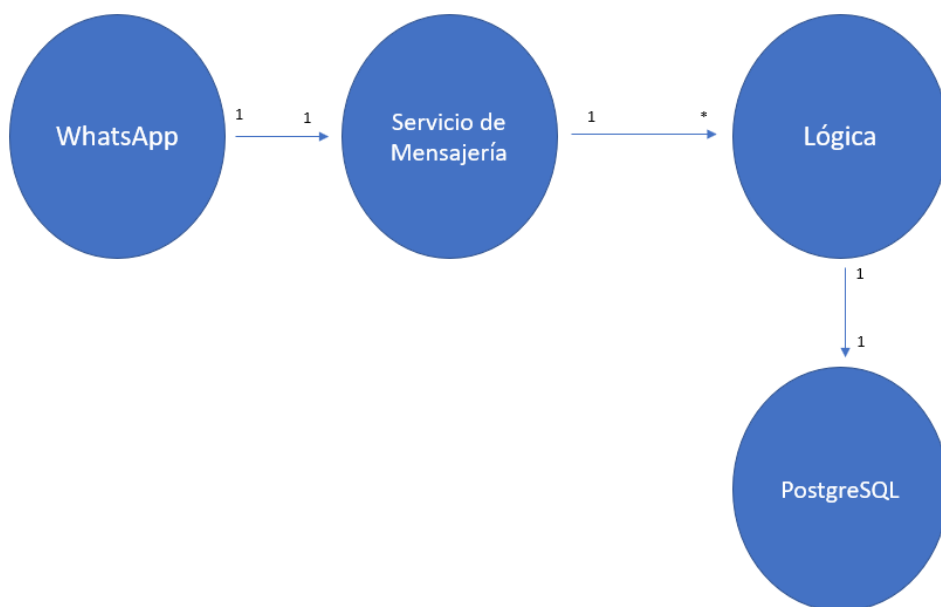 WhatsApp
1
1
Servicio de
Mensajería
1
*
Lógica
1
1
PostgreSQL